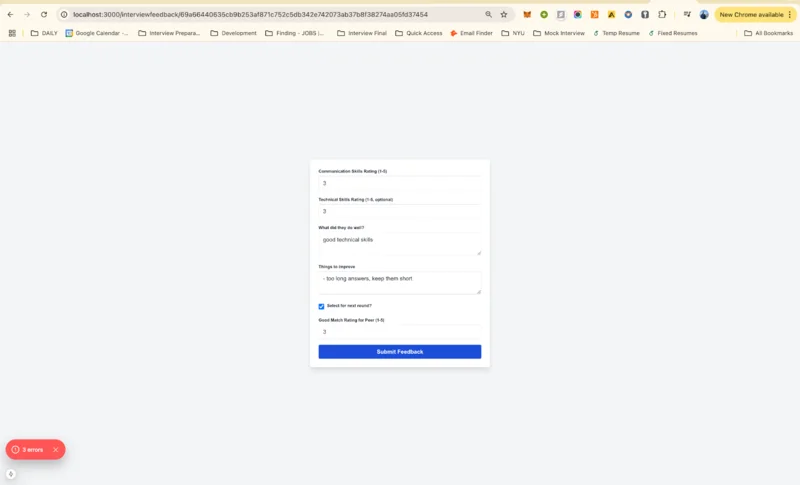 localhost:3000/interviewfeedback/69a66440635cb9b253af871c752c5db342e742073ab37b8f38274aa05fd37454
New Chrome available
DAILY
Google Calendar -...
Interview Prepara...
Development
Finding - JOBS |...
Interview Final
Quick Access
Email Finder
NYU
Mock Interview
Temp Resume
Fixed Resumes
All Bookmarks
Communication Skills Rating (1-5)
3
Technical Skills Rating (1-5, optional)
3
What did they do well?
good technical skills
Things to improve
- too long answers, keep them short
Select for next round?
Good Match Rating for Peer (1-5)
3
Submit Feedback
3 errors